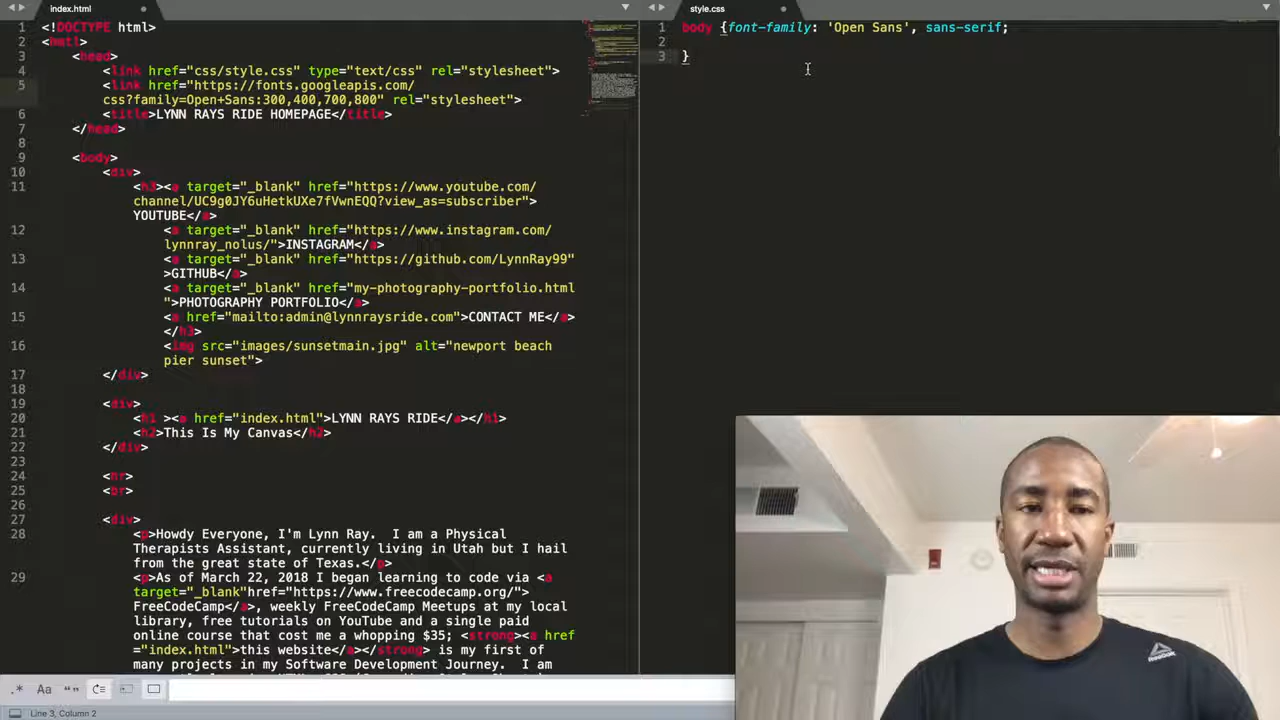 index.html
style.css
1 <!DOCTYPE html>
2 <html>
3 <head>
4 <link href="css/style.css" type="text/css" rel="stylesheet">
5 <link href="https://fonts.googleapis.com/
css?family=Open+Sans:300,400,700,800" rel="stylesheet">
6 <title>LYNN RAYS RIDE HOMEPAGE</title>
7 </head>
8
9 <body>
10 <div>
11 <h3><a target="_blank" href="https://www.youtube.com/
channel/UC9g0JY6uHetkUXe7fVwnEQQ?view_as=subscriber">
YOUTUBE</a>
12 <a target="_blank" href="https://www.instagram.com/
lynnray_nolus/">INSTAGRAM</a>
13 <a target="_blank" href="https://github.com/LynnRay99"
>GITHUB</a>
14 <a target="_blank" href="my-photography-portfolio.html
">PHOTOGRAPHY PORTFOLIO</a>
15 <a href="mailto:admin@lynnraysride.com">CONTACT ME</a>
</h3>
16 <img src="images/sunsetmain.jpg" alt="newport beach
pier sunset">
17 </div>
18
19 <div>
20 <h1 ><a href="index.html">LYNN RAYS RIDE</a></h1>
21 <h2>This Is My Canvas</h2>
22 </div>
23
24 <hr>
25 <br>
26
27 <div>
28 <p>Howdy Everyone, I'm Lynn Ray. I am a Physical
Therapists Assistant, currently living in Utah but I hail
from the great state of Texas.</p>
29 <p>As of March 22, 2018 I began learning to code via <a
target="_blank"href="https://www.freecodecamp.org/">
FreeCodeCamp</a>, weekly FreeCodeCamp Meetups at my local
library, free tutorials on YouTube and a single paid
online course that cost me a whopping $35; <strong><a href
="index.html">this website</a></strong> is my first of
many projects in my Software Development Journey. I am
1 body {font-family: 'Open Sans', sans-serif;
2
3 }
.* Aa “”
Line 3, Column 2
Reebok